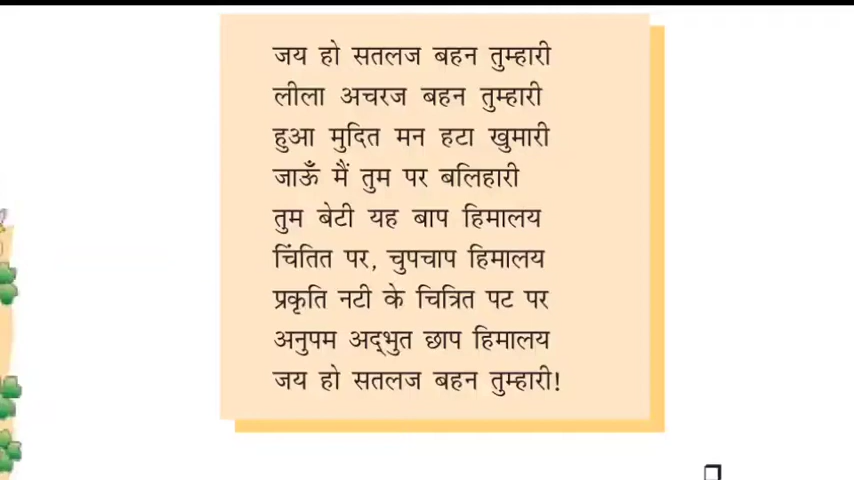 जय हो सतलज बहन तुम्हारी
लीला अचरज बहन तुम्हारी
हुआ मुदित मन हटा खुमारी
जाऊँ मैं तुम पर बलिहारी
तुम बेटी यह बाप हिमालय
चिंतित पर, चुपचाप हिमालय
प्रकृति नटी के चित्रित पट पर
अनुपम अद्‌भुत छाप हिमालय
जय हो सतलज बहन तुम्हारी!